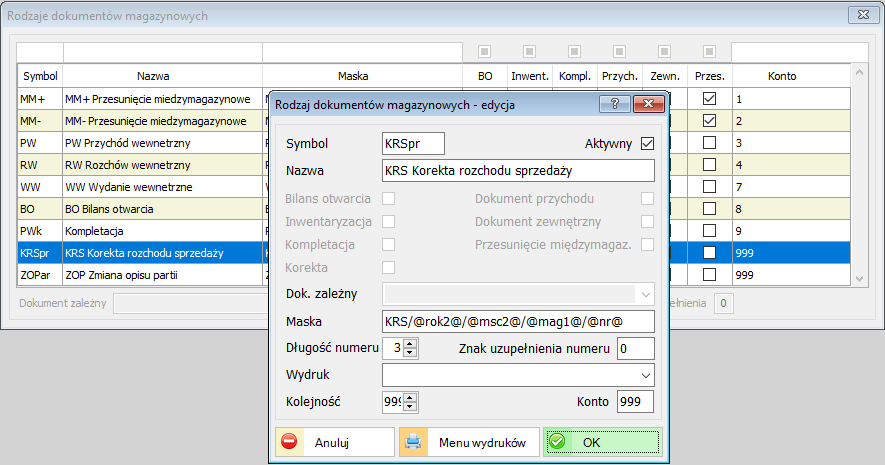 Rodzaje dokumentów magazynowych
Symbol Nazwa Maska BO Inwent. Kompl. Przych. Zewn. Przes. Konto
MM+ MM+ Przesunięcie miedzymagazynowe 1
MM- MM- Przesunięcie miedzymagazynowe 2
PW PW Przychód wewnetrzny 3
RW RW Rozchów wewnetrzny 4
WW WW Wydanie wewnetrzne 7
BO BO Bilans otwarcia 8
PWk Kompletacja 9
KRSpr KRS Korekta rozchodu sprzedaży 999
ZOPar ZOP Zmiana opisu partii 999
Dokument zależny 0
Rodzaj dokumentów magazynowych - edycja
Symbol KRSpr Aktywny
Nazwa KRS Korekta rozchodu sprzedaży
Bilans otwarcia Dokument przychodu
Inwentaryzacja Dokument zewnętrzny
Kompletacja Przesunięcie międzymagaz.
Korekta
Dok. zależny
Maska KRS/@rok2@/@msc2@/@mag1@/@nr@
Długość numeru 3 Znak uzupełnienia numeru 0
Wydruk
Kolejność 999 Konto 999
Anuluj Menu wydruków OK